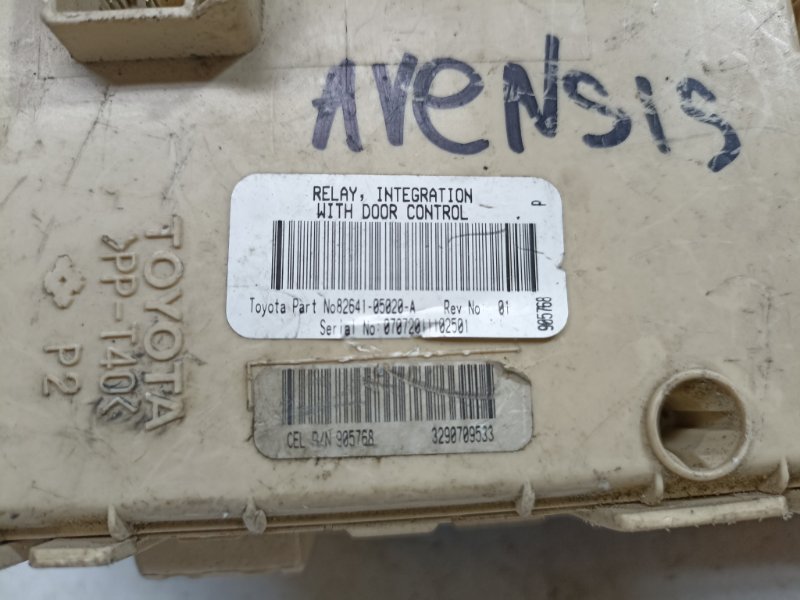 AVENSIS
RELAY, INTEGRATION
WITH DOOR CONTROL
P
Toyota Part No82641-05020-A Rev No 01
Serial No:
905768
CEL P/N 905768 3290709533
TOYOTA
>PP-T40<
P2